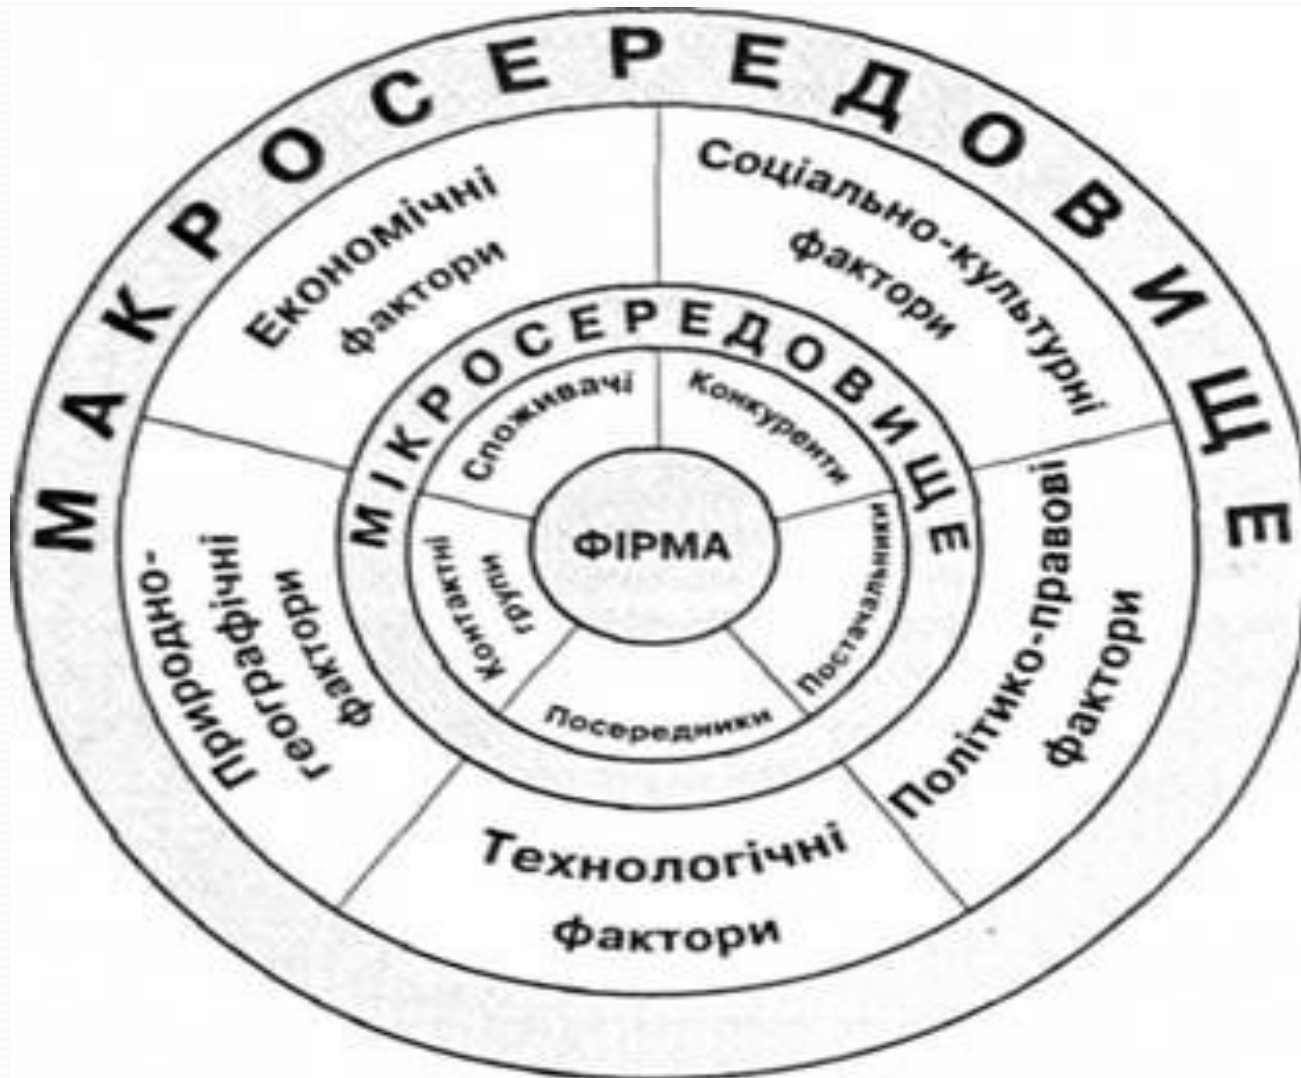 МАКРОСЕРЕДОВИЩЕ
Економічні
фактори
Соціально-культурні
фактори
МІКРОСЕРЕДОВИЩЕ
Споживачі
Конкуренти
ФІРМА
Контактні
групи
Постачальники
Посередники
Природно-
географічні
фактори
Політико-правові
фактори
Технологічні
фактори